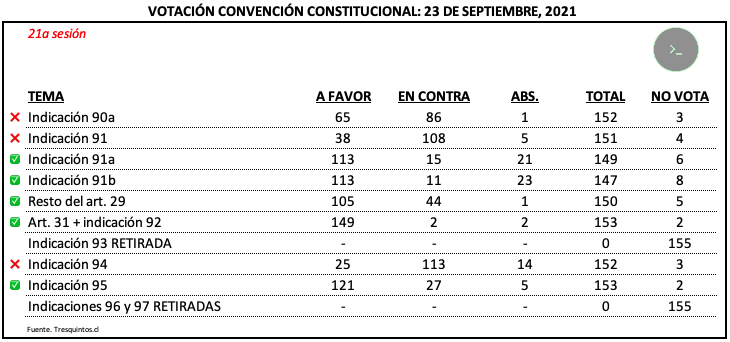 VOTACIÓN CONVENCIÓN CONSTITUCIONAL: 23 DE SEPTIEMBRE, 2021
21a sesión
>_
TEMA A FAVOR EN CONTRA ABS. TOTAL NO VOTA
❌ Indicación 90a 65 86 1 152 3
❌ Indicación 91 38 108 5 151 4
✅ Indicación 91a 113 15 21 149 6
✅ Indicación 91b 113 11 23 147 8
✅ Resto del art. 29 105 44 1 150 5
✅ Art. 31 + indicación 92 149 2 2 153 2
Indicación 93 RETIRADA - - - 0 155
❌ Indicación 94 25 113 14 152 3
✅ Indicación 95 121 27 5 153 2
Indicaciones 96 y 97 RETIRADAS - - - 0 155
Fuente. Tresquintos.cl